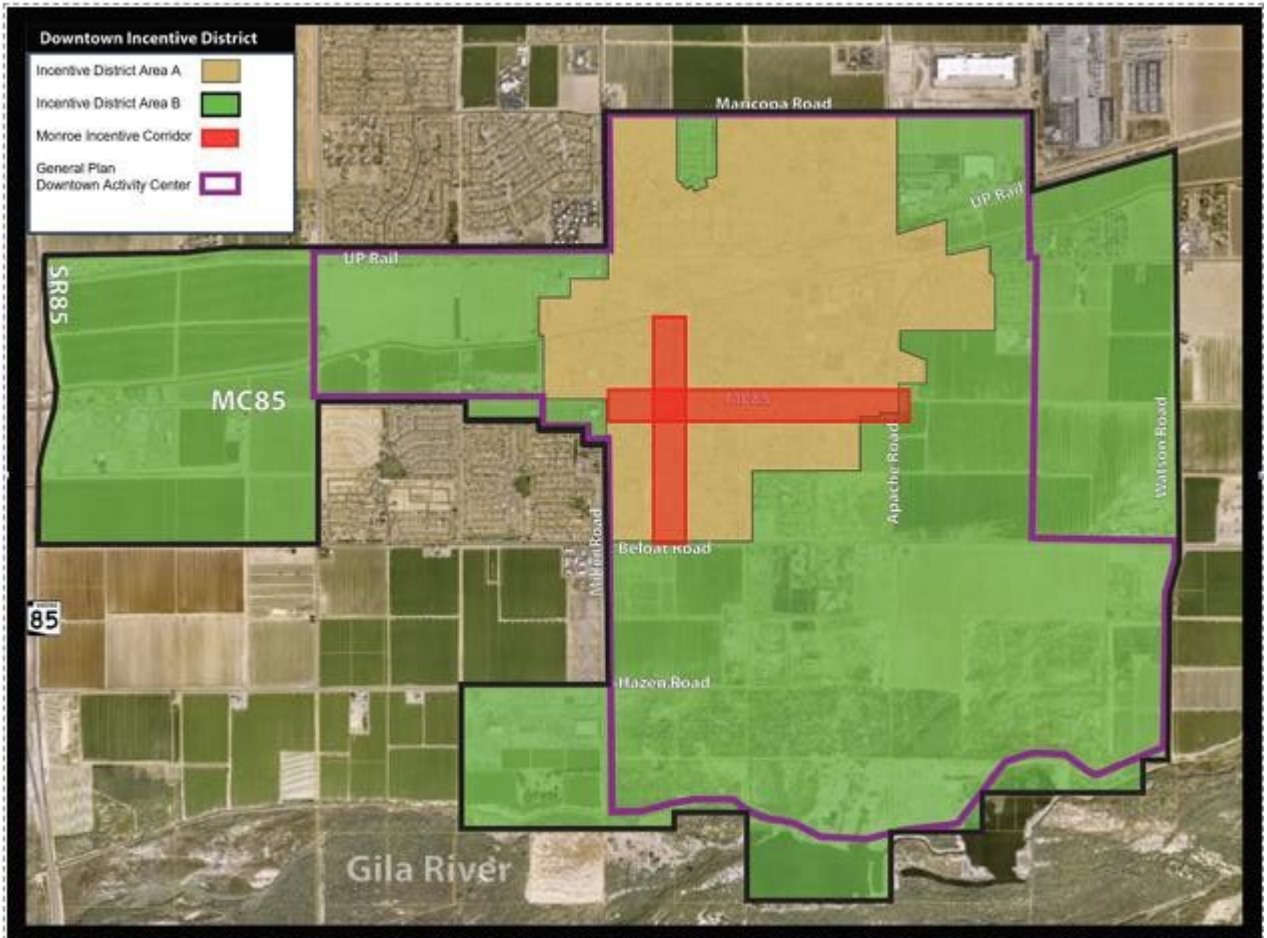 Downtown Incentive District
Incentive District Area A
Incentive District Area B
Monroe Incentive Corridor
General Plan
Downtown Activity Center
Maricopa Road
UP Rail
UP Rail
SR85
MC85
MC85
Apache Road
Watson Road
Miller Road
Beloat Road
85
Hazen Road
Gila River